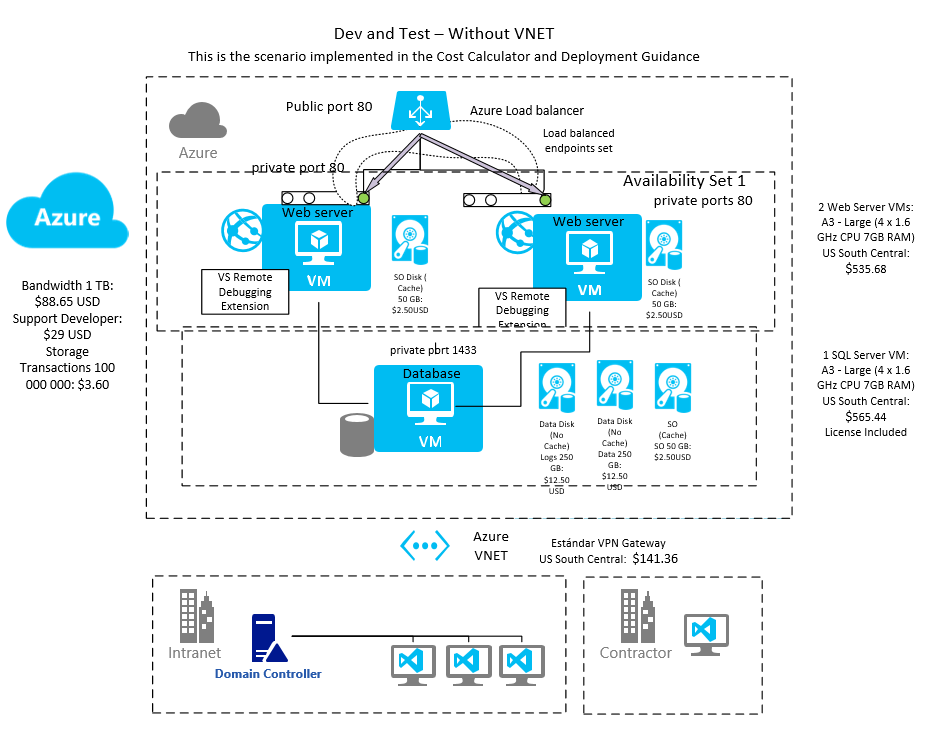 Dev and Test – Without VNET
This is the scenario implemented in the Cost Calculator and Deployment Guidance
Azure
Public port 80
Azure Load balancer
Load balanced
endpoints set
private port 80
Availability Set 1
private ports 80
Web server
VM
VS Remote
Debugging
Extension
SO Disk (
Cache)
50 GB:
$2.50USD
Web server
VM
VS Remote
Debugging
Extension
SO Disk (
Cache)
50 GB:
$2.50USD
Azure
Bandwidth 1 TB:
$88.65 USD
Support Developer:
$29 USD
Storage
Transactions 100
000 000: $3.60
2 Web Server VMs:
A3 - Large (4 x 1.6
GHz CPU 7GB RAM)
US South Central:
$535.68
private port 1433
Database
VM
Data Disk
(No
Cache)
Logs 250
GB:
$12.50
USD
Data Disk
(No
Cache)
Data 250
GB:
$12.50
USD
SO
(Cache)
SO 50 GB:
$2.50USD
1 SQL Server VM:
A3 - Large (4 x 1.6
GHz CPU 7GB RAM)
US South Central:
$565.44
License Included
Azure
VNET
Estándar VPN Gateway
US South Central: $141.36
Intranet
Domain Controller
Contractor